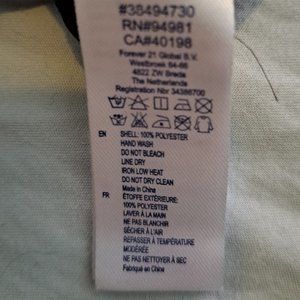 #38494730
RN#94981
CA#40198
Forever 21 Global B.V.
Westbroek 64-66
4822 ZW Breda
The Netherlands
Registration Nbr 34386700
EN
SHELL: 100% POLYESTER
HAND WASH
DO NOT BLEACH
LINE DRY
IRON LOW HEAT
DO NOT DRY CLEAN
Made in China
FR
ÉTOFFE EXTÉRIEURE:
100% POLYESTER
LAVER À LA MAIN
NE PAS BLANCHIR
SÉCHER À L'AIR
REPASSER À TEMPÉRATURE
MODÉRÉE
NE PAS NETTOYER À SEC
Fabriqué en China